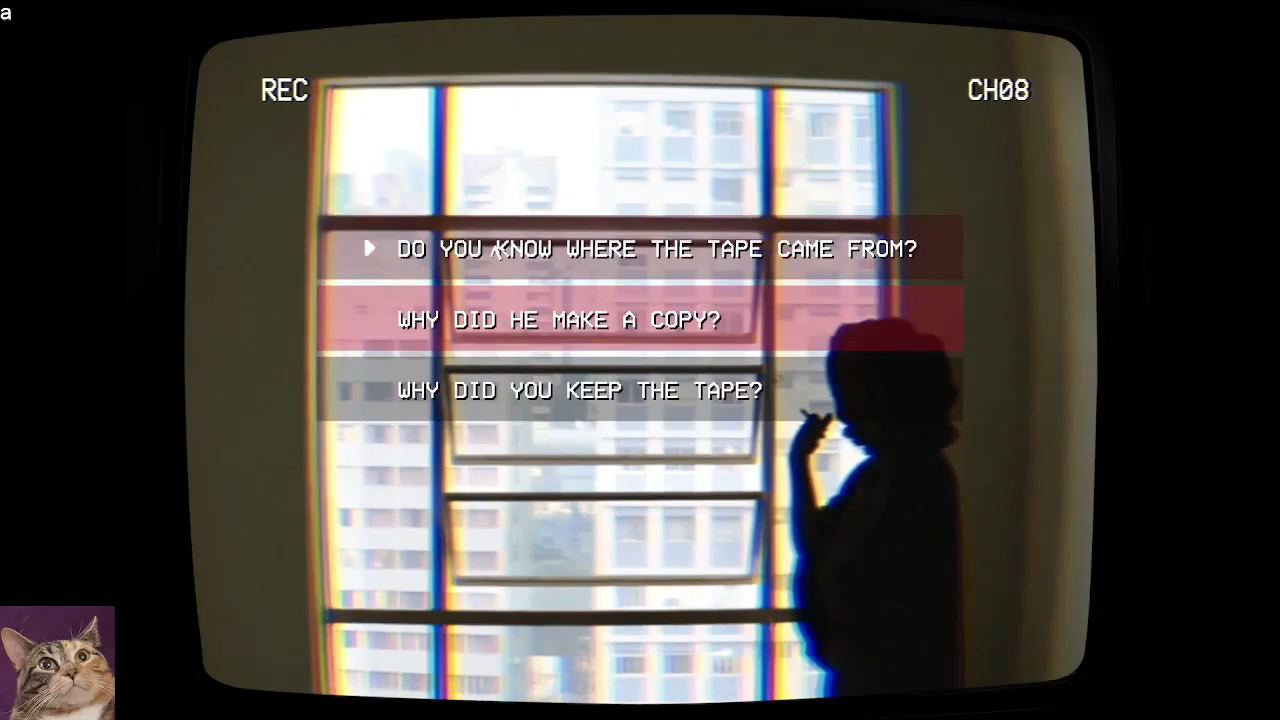 a
REC
CH08
DO YOU KNOW WHERE THE TAPE CAME FROM?
WHY DID HE MAKE A COPY?
WHY DID YOU KEEP THE TAPE?